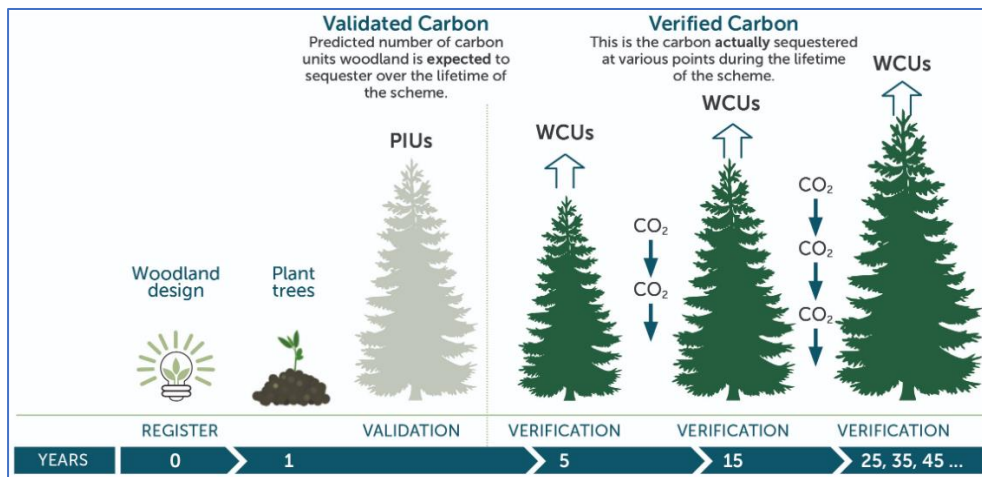 Validated Carbon
Predicted number of carbon
units woodland is expected to
sequester over the lifetime of
the scheme.
Verified Carbon
This is the carbon actually sequestered
at various points during the lifetime
of the scheme.
PIUs
WCUs
WCUs
WCUs
CO₂
CO₂
CO₂
CO₂
CO₂
Woodland
design
Plant
trees
REGISTER
VALIDATION
VERIFICATION
VERIFICATION
VERIFICATION
YEARS
0
1
5
15
25, 35, 45 ...